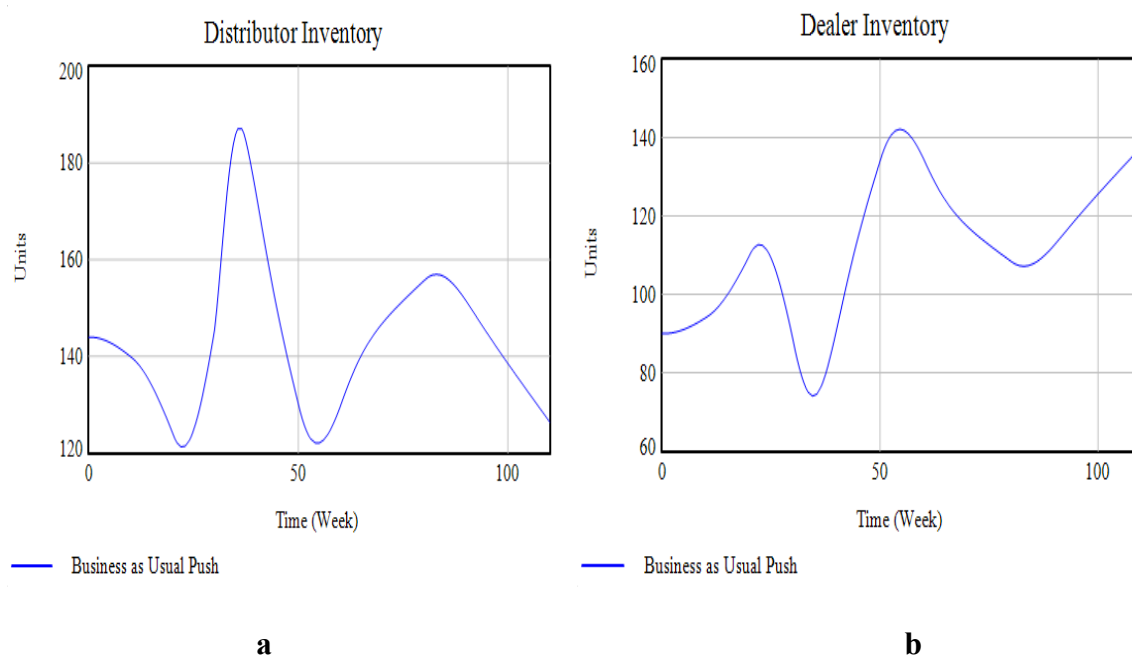 Distributor Inventory
200
180
160
140
120
Units
0
50
100
Time (Week)
Business as Usual Push
a
Dealer Inventory
160
140
120
100
80
60
Units
0
50
100
Time (Week)
Business as Usual Push
b